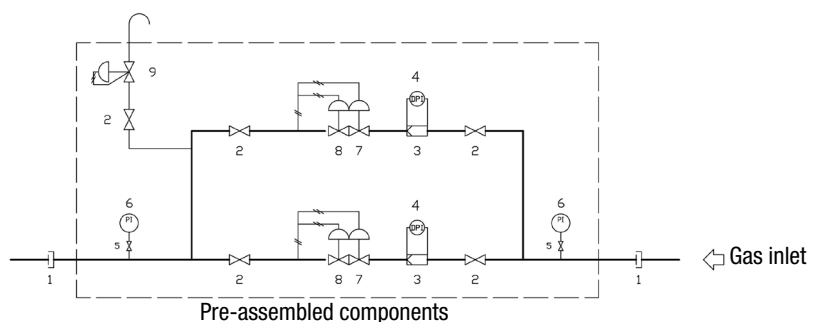 9
2
4
DPI
2 8 7 3 2
6 4 6
PI DPI PI
5 5
Gas inlet
1 2 8 7 3 2 1
Pre-assembled components